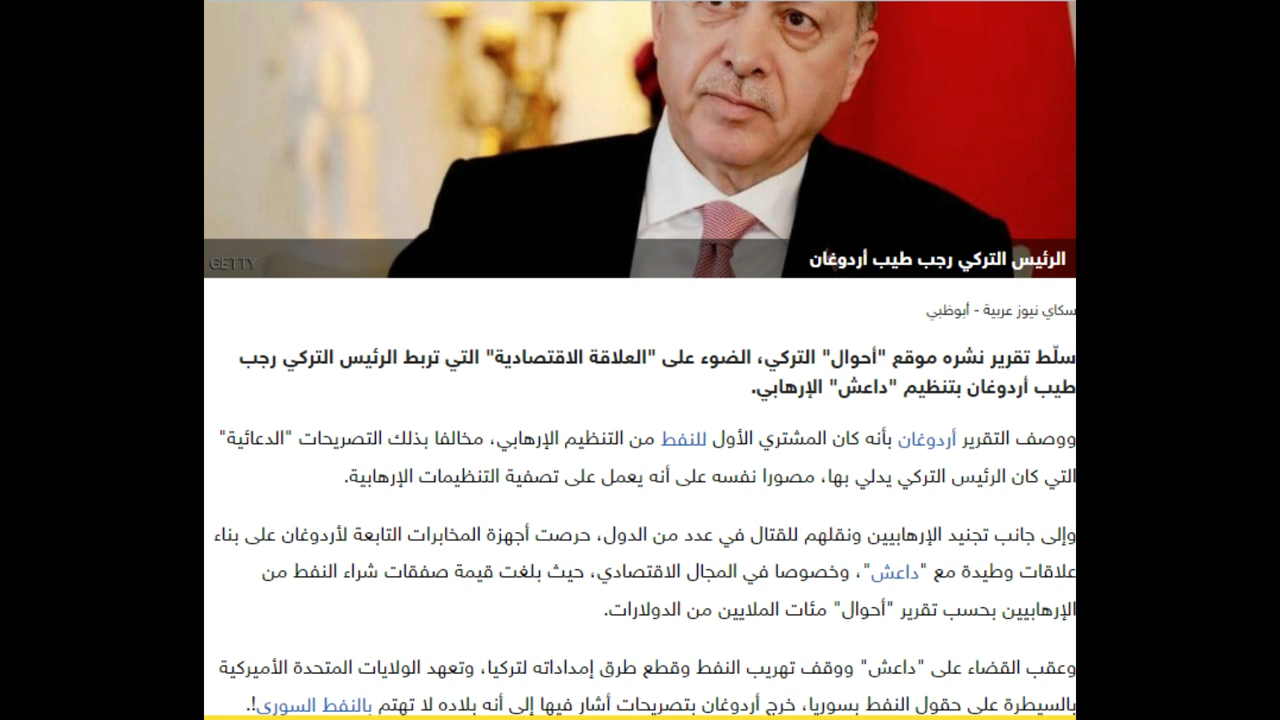 GETTY
الرئيس التركي رجب طيب أردوغان
سكاي نيوز عربية - أبوظبي
سلّط تقرير نشره موقع "أحوال" التركي، الضوء على "العلاقة الاقتصادية" التي تربط الرئيس التركي رجب
طيب أردوغان بتنظيم "داعش" الإرهابي.
ووصف التقرير أردوغان بأنه كان المشتري الأول للنفط من التنظيم الإرهابي، مخالفا بذلك التصريحات "الدعائية"
التي كان الرئيس التركي يدلي بها، مصورا نفسه على أنه يعمل على تصفية التنظيمات الإرهابية.
وإلى جانب تجنيد الإرهابيين ونقلهم للقتال في عدد من الدول، حرصت أجهزة المخابرات التابعة لأردوغان على بناء
علاقات وطيدة مع "داعش"، وخصوصا في المجال الاقتصادي، حيث بلغت قيمة صفقات شراء النفط من
الإرهابيين بحسب تقرير "أحوال" مئات الملايين من الدولارات.
وعقب القضاء على "داعش" ووقف تهريب النفط وقطع طرق إمداداته لتركيا، وتعهد الولايات المتحدة الأميركية
بالسيطرة على حقول النفط بسوريا، خرج أردوغان بتصريحات أشار فيها إلى أنه بلاده لا تهتم بالنفط السوري!.